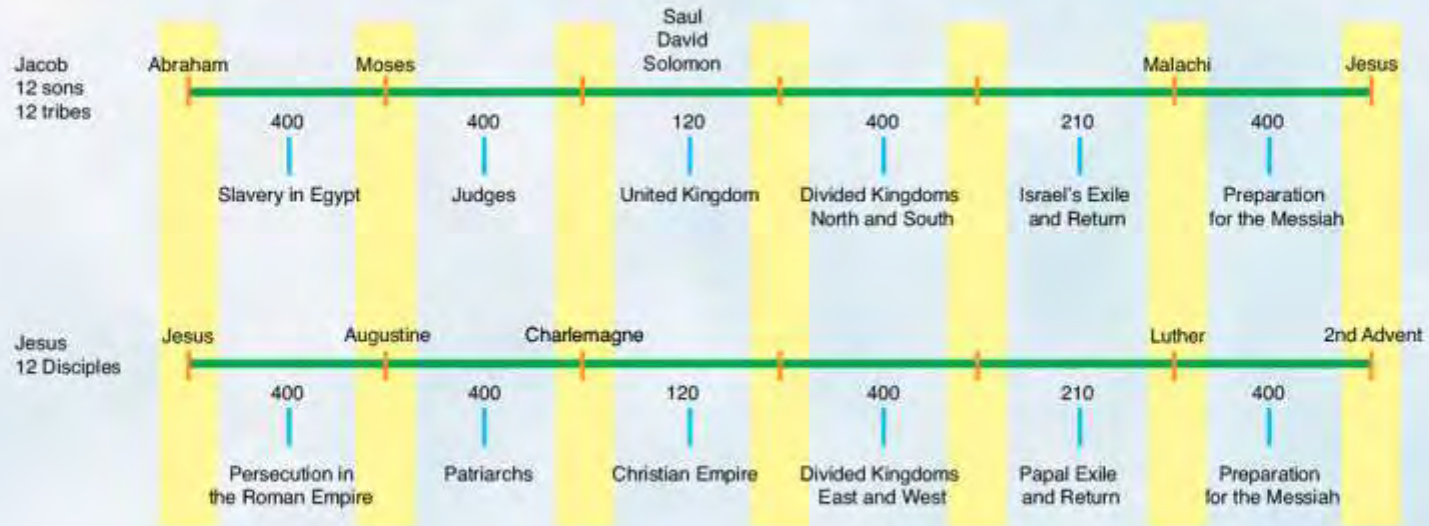 Saul
David
Solomon
Jacob
12 sons
12 tribes
Abraham
Moses
Malachi
Jesus
400
400
120
400
210
400
Slavery in Egypt
Judges
United Kingdom
Divided Kingdoms
North and South
Israel's Exile
and Return
Preparation
for the Messiah
Jesus
12 Disciples
Jesus
Augustine
Charlemagne
Luther
2nd Advent
400
400
120
400
210
400
Persecution in
the Roman Empire
Patriarchs
Christian Empire
Divided Kingdoms
East and West
Papal Exile
and Return
Preparation
for the Messiah